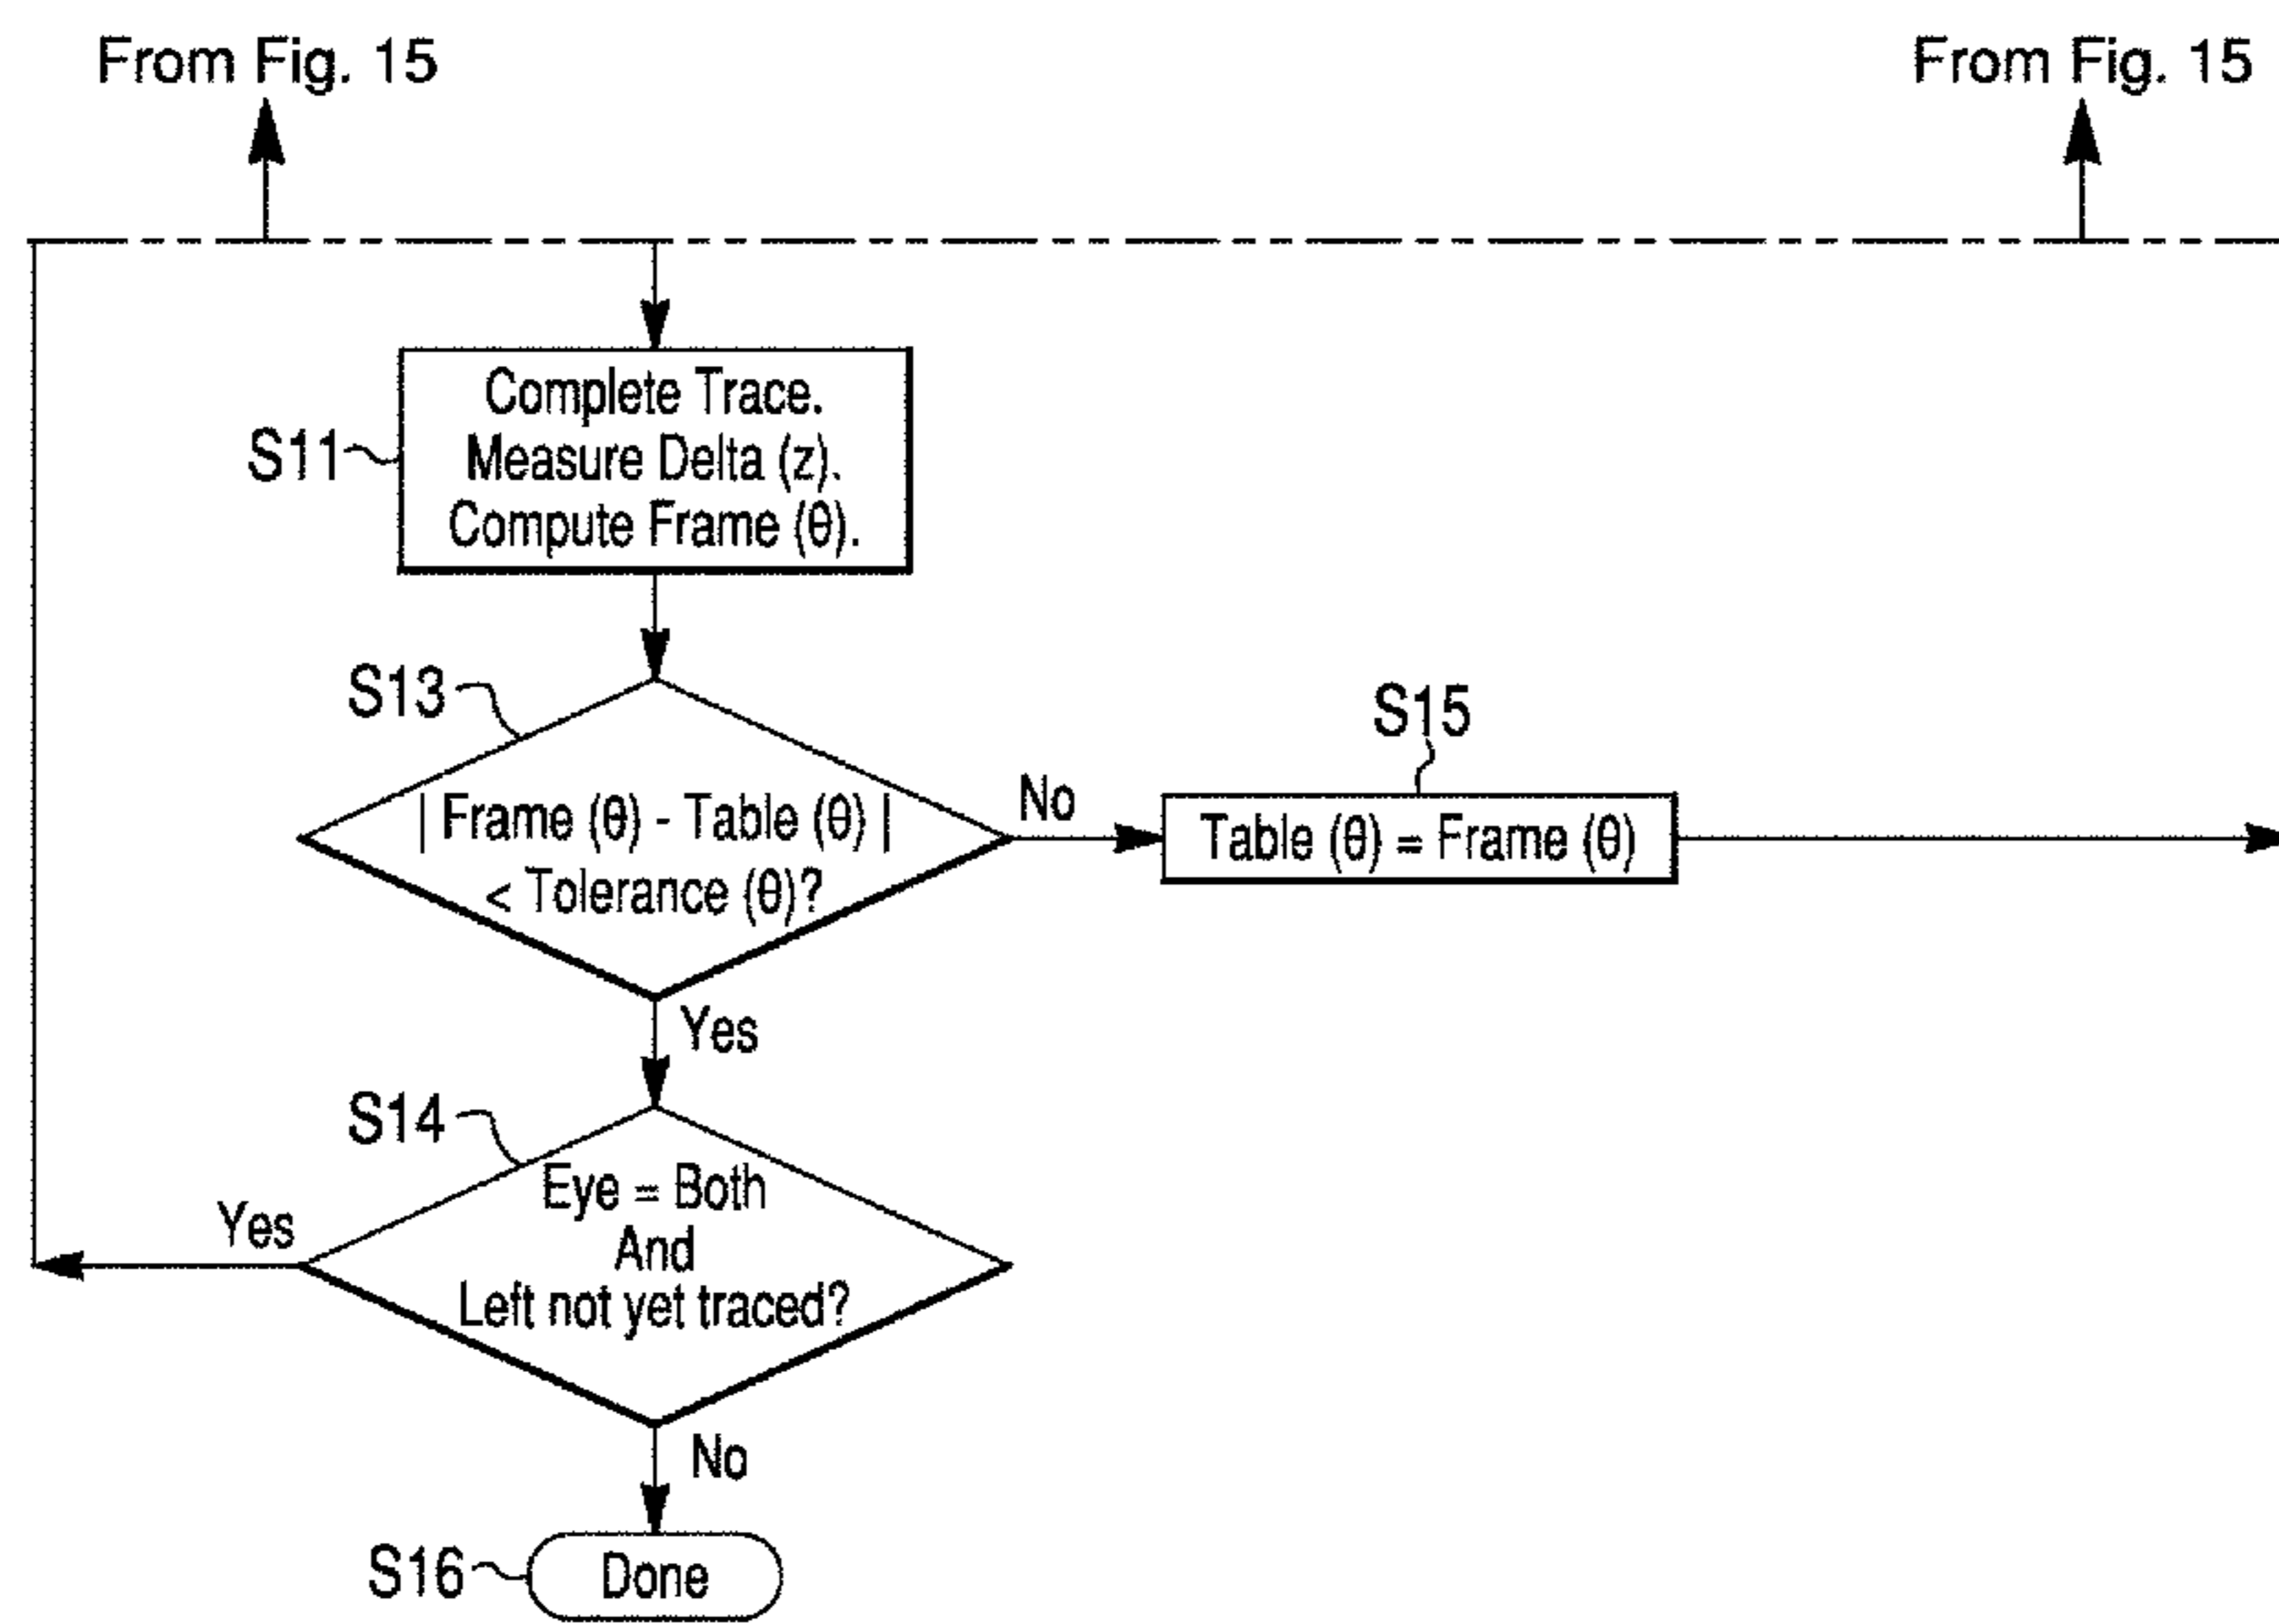 From Fig. 15
From Fig. 15
S11
Complete Trace.
Measure Delta (z).
Compute Frame (θ).
S13
| Frame (θ) - Table (θ) |
< Tolerance (θ)?
No
S15
Table (θ) = Frame (θ)
Yes
S14
Eye = Both
And
Left not yet traced?
Yes
No
S16
Done